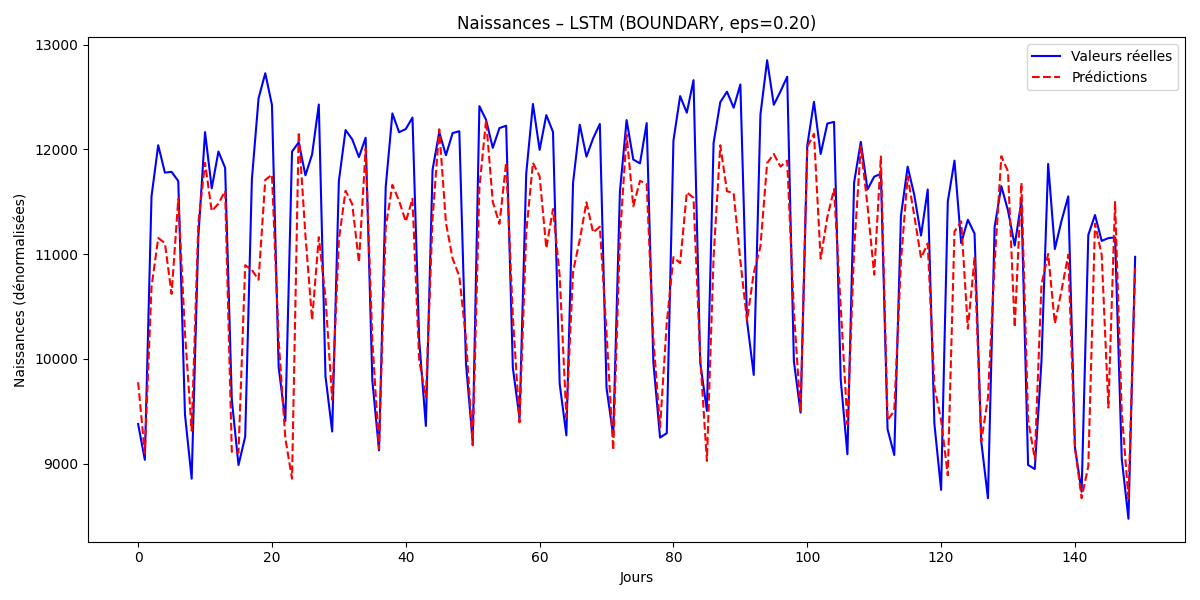 Naissances – LSTM (BOUNDARY, eps=0.20)
Valeurs réelles
Prédictions
Naissances (dénormalisées)
13000
12000
11000
10000
9000
0 20 40 60 80 100 120 140
Jours